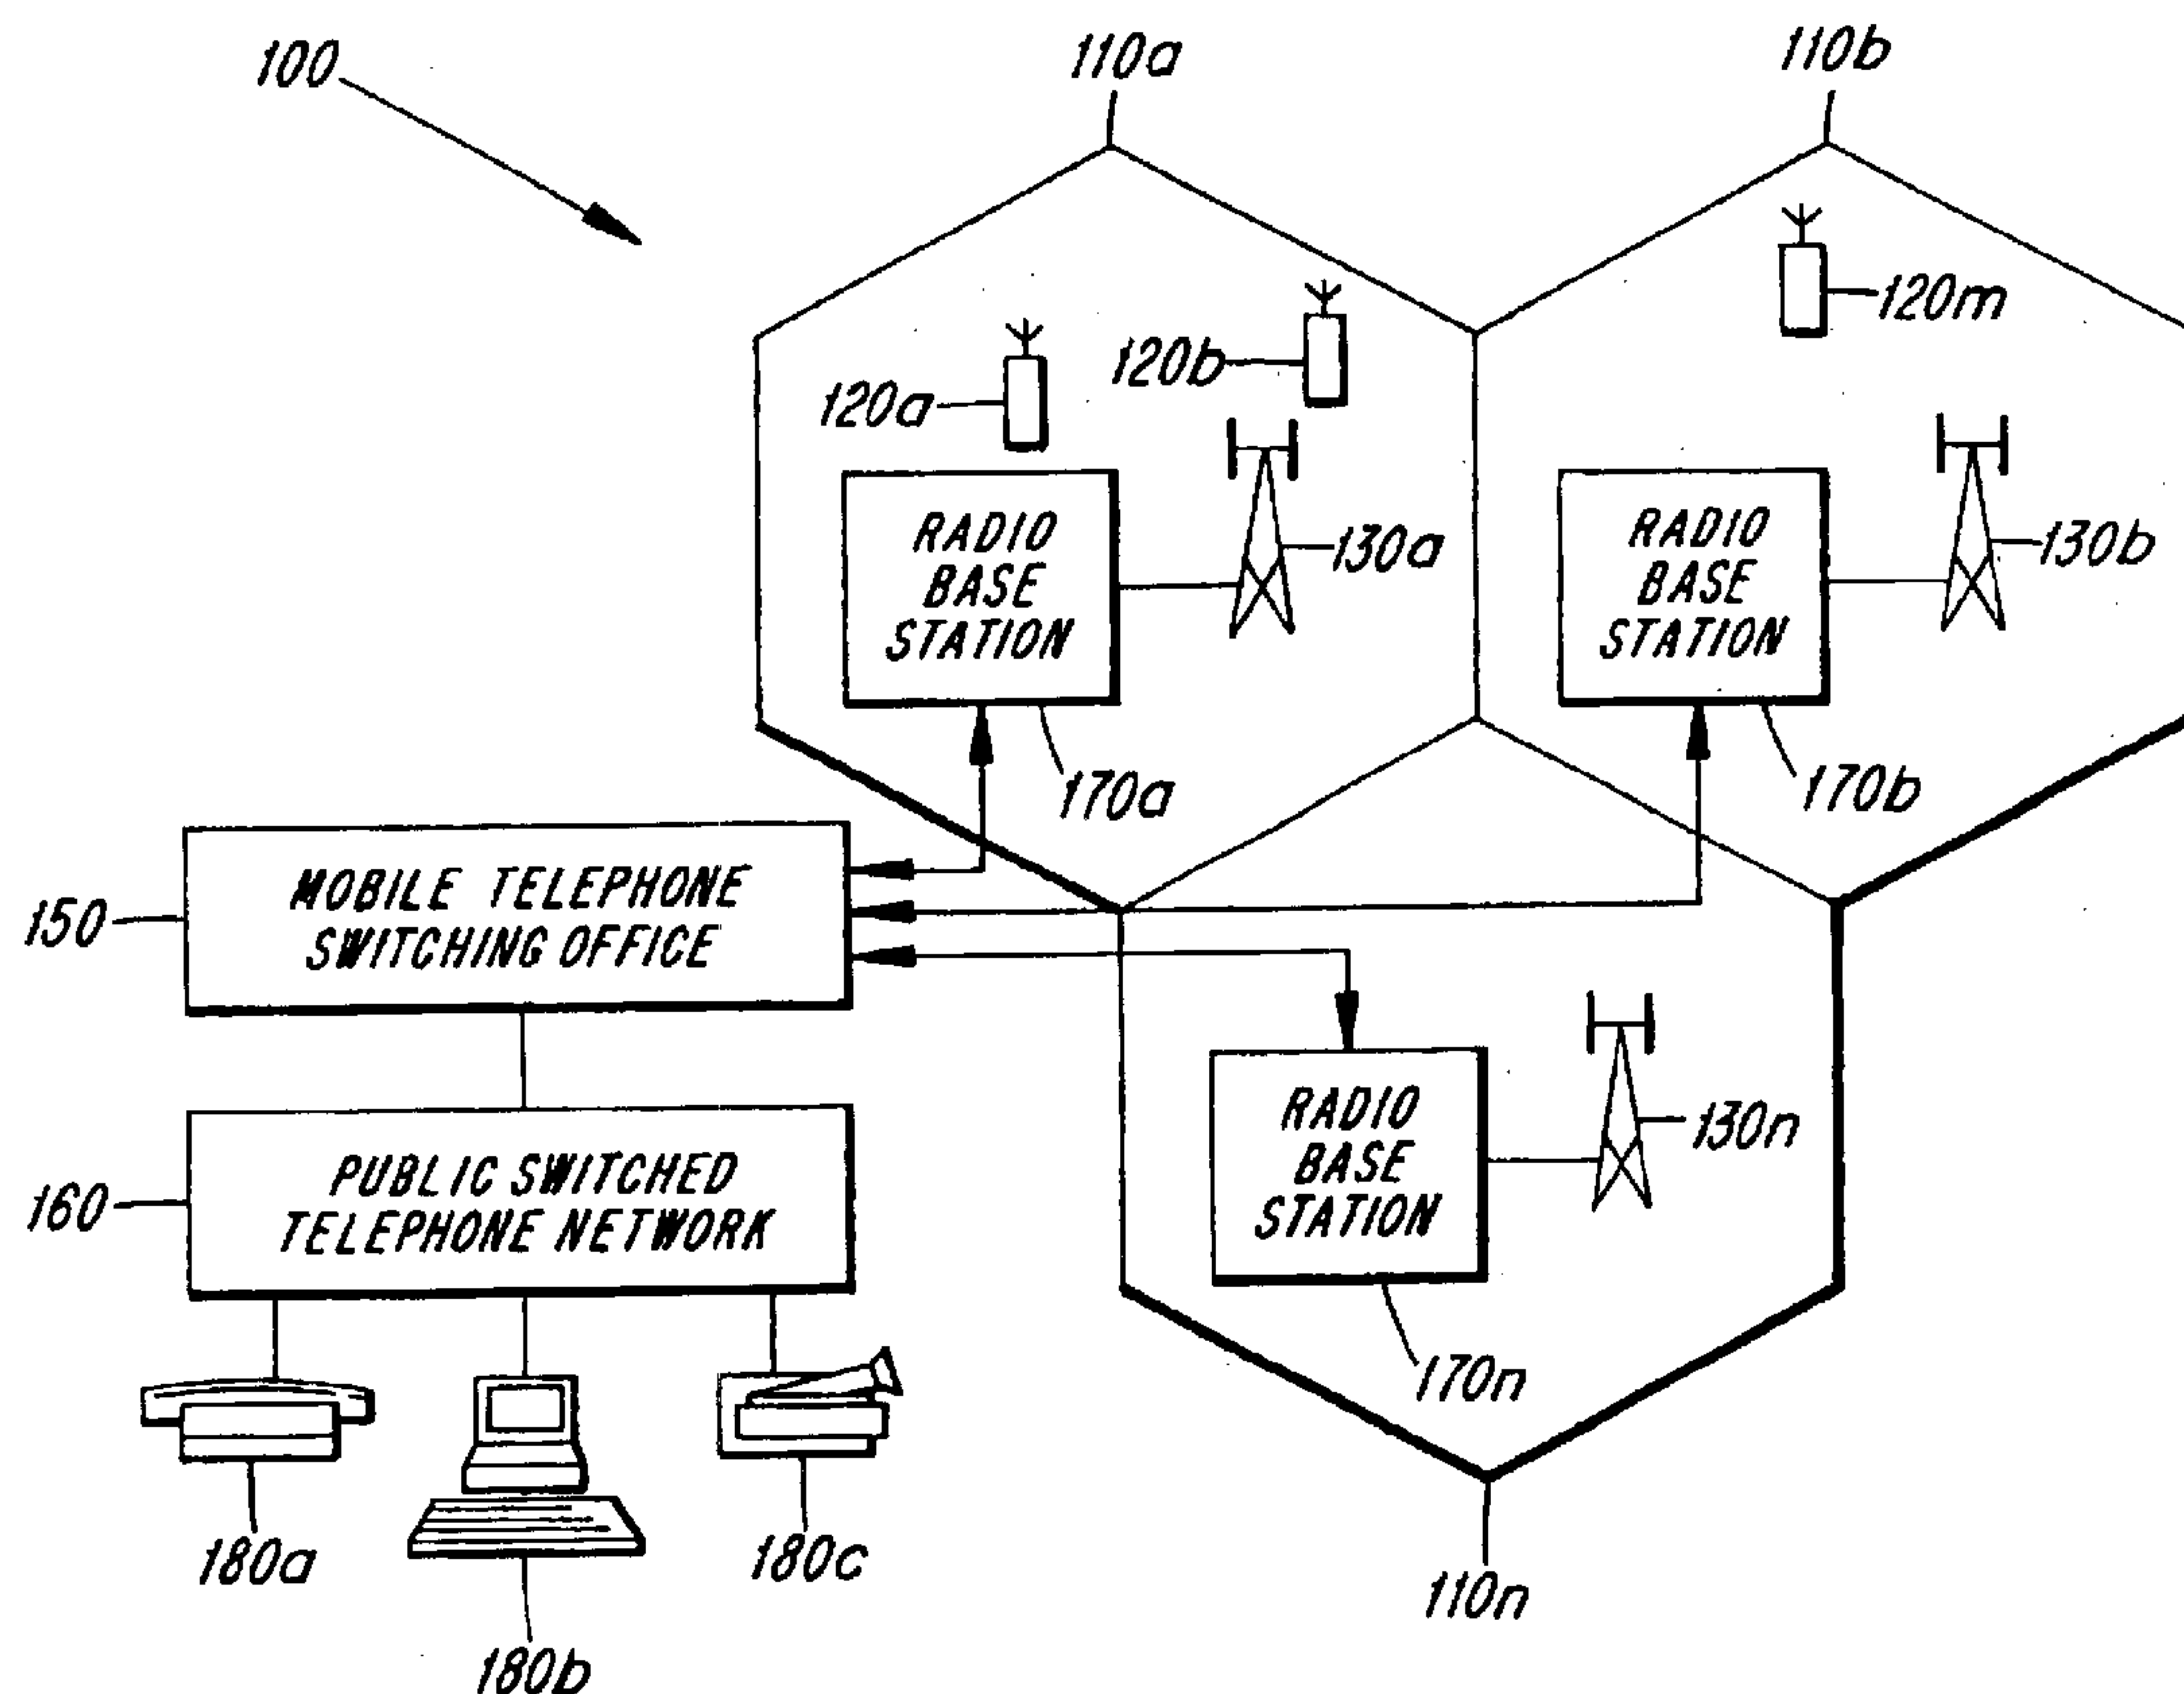 100
110a
110b
120m
120b
120a
RADIO
BASE
STATION
130a
RADIO
BASE
STATION
130b
170a
170b
150
MOBILE TELEPHONE
SWITCHING OFFICE
160
PUBLIC SWITCHED
TELEPHONE NETWORK
RADIO
BASE
STATION
130n
170n
180a
180b
180c
110n